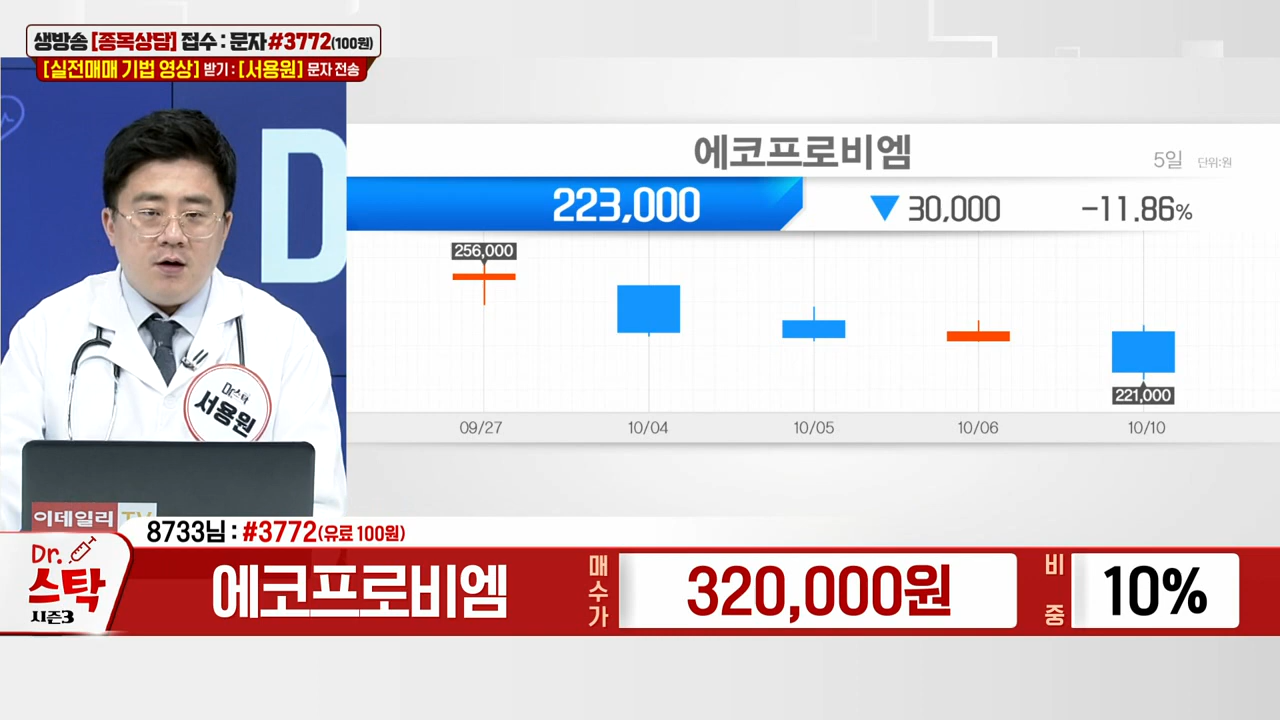 생방송 [종목상담] 접수 : 문자#3772(100원)
[실전매매 기법 영상] 받기 : [서용원] 문자 전송
D
에코프로비엠
5일 단위:원
223,000 ▼ 30,000 -11.86%
256,000
221,000
09/27 10/04 10/05 10/06 10/10
Dr.스탁
서용원
이데일리 TV
8733님 : #3772(유료 100원)
Dr.
스탁
시즌3
에코프로비엠 매수가 320,000원 비중 10%